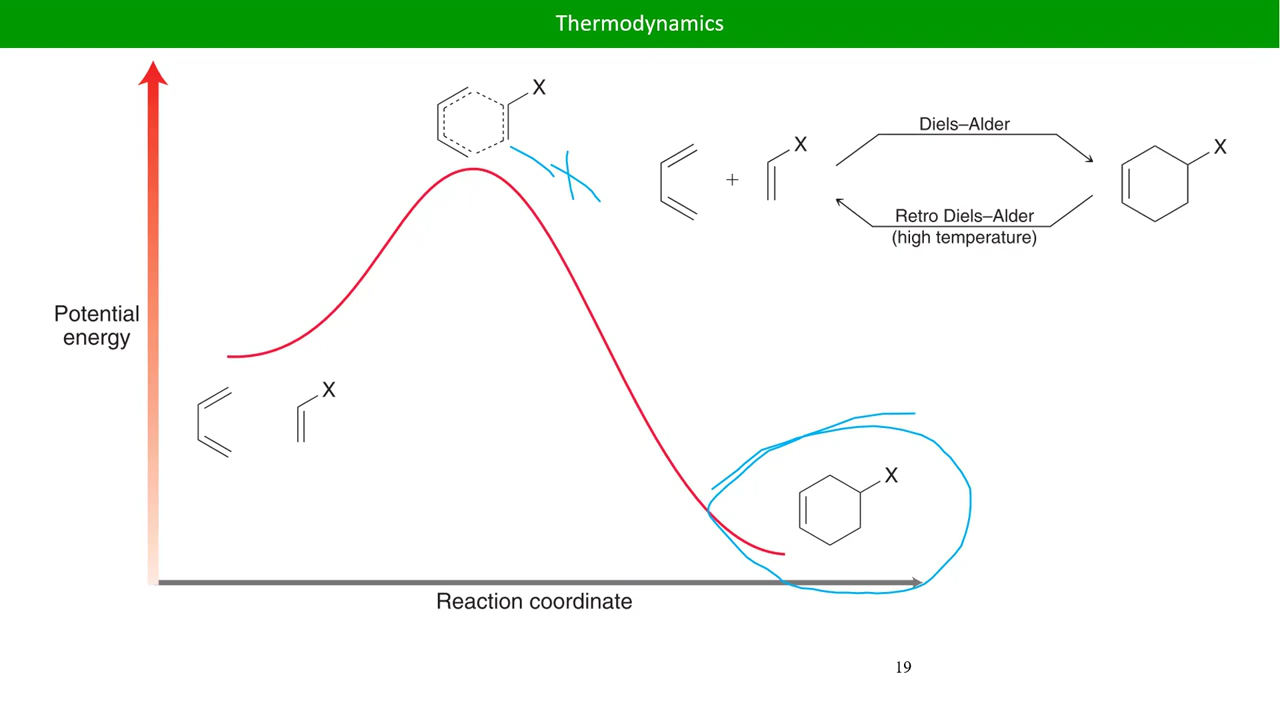 Thermodynamics
X
X
Diels–Alder
X
Retro Diels–Alder
(high temperature)
Potential
energy
X
X
Reaction coordinate
19